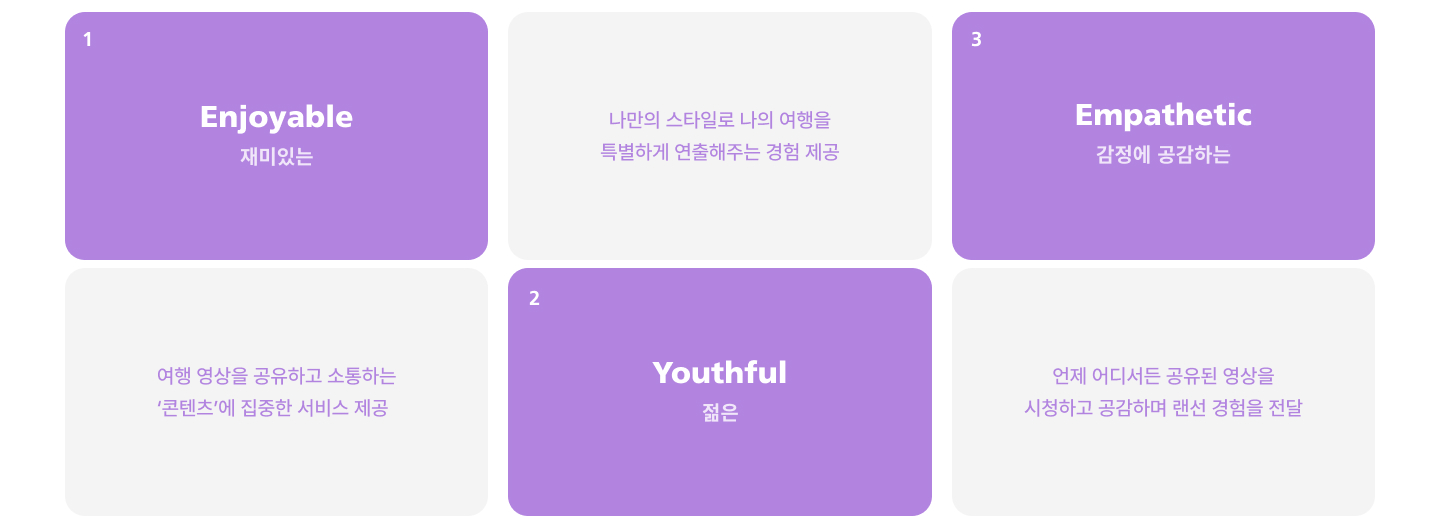 1
Enjoyable
재미있는
여행 영상을 공유하고 소통하는
‘콘텐츠’에 집중한 서비스 제공
나만의 스타일로 나의 여행을
특별하게 연출해주는 경험 제공
2
Youthful
젊은
3
Empathetic
감정에 공감하는
언제 어디서든 공유된 영상을
시청하고 공감하며 랜선 경험을 전달